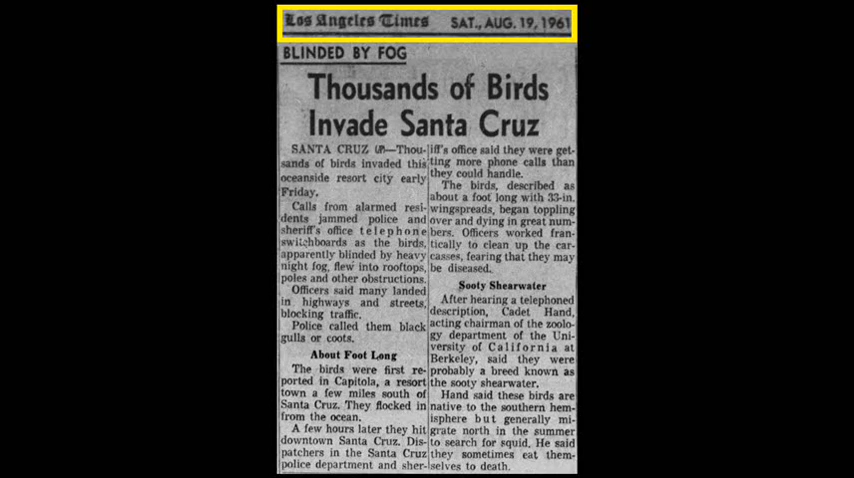 Los Angeles Times SAT., AUG. 19, 1961
BLINDED BY FOG
Thousands of Birds
Invade Santa Cruz
SANTA CRUZ (UPI)—Thou-
sands of birds invaded this
oceanside resort city early
Friday.
Calls from alarmed resi-
dents jammed police and
sheriff's office telephone
switchboards as the birds,
apparently blinded by heavy
night fog, flew into rooftops,
poles and other obstructions.
Officers said many landed
in highways and streets,
blocking traffic.
Police called them black
gulls or coots.
About Foot Long
The birds were first re-
ported in Capitola, a resort
town a few miles south of
Santa Cruz. They flocked in
from the ocean.
A few hours later they hit
downtown Santa Cruz. Dis-
patchers in the Santa Cruz
police department and sher-
iff's office said they were get-
ting more phone calls than
they could handle.
The birds, described as
about a foot long with 33-in.
wingspreads, began toppling
over and dying in great num-
bers. Officers worked fran-
tically to clean up the car-
casses, fearing that they may
be diseased.
Sooty Shearwater
After hearing a telephoned
description, Cadet Hand,
acting chairman of the zoolo-
gy department of the Uni-
versity of California at
Berkeley, said they were
probably a breed known as
the sooty shearwater.
Hand said these birds are
native to the southern hem-
isphere but generally mi-
grate north in the summer
to search for squid. He said
they sometimes eat them-
selves to death.